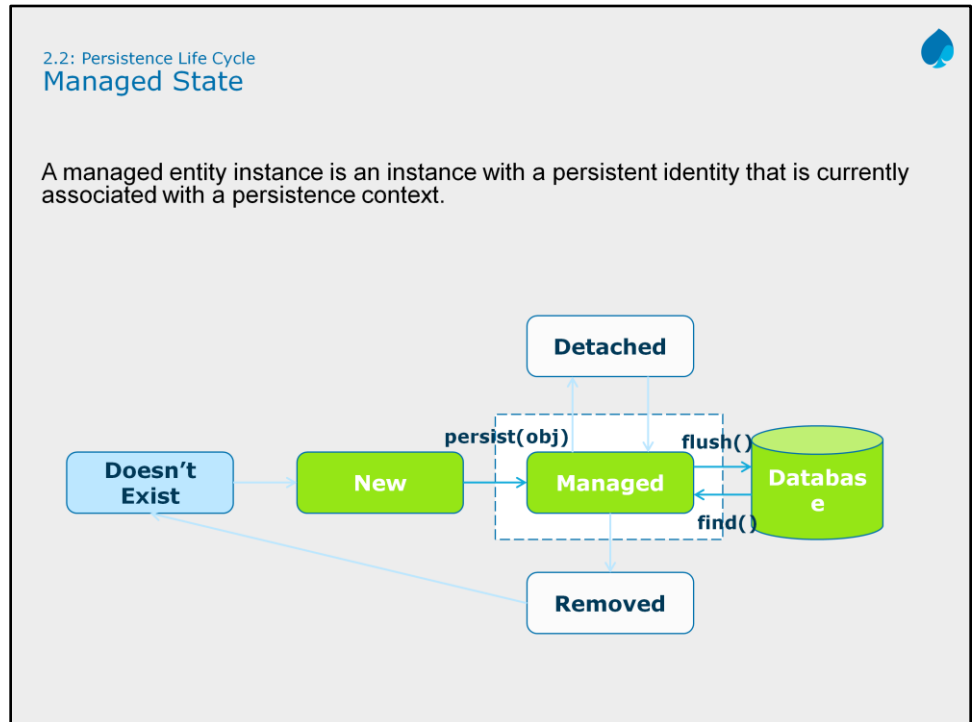 2.2: Persistence Life Cycle
Managed State
A managed entity instance is an instance with a persistent identity that is currently
associated with a persistence context.
Detached
persist(obj)
flush()
Doesn’t
Exist
New
Managed
Databas
e
find()
Removed